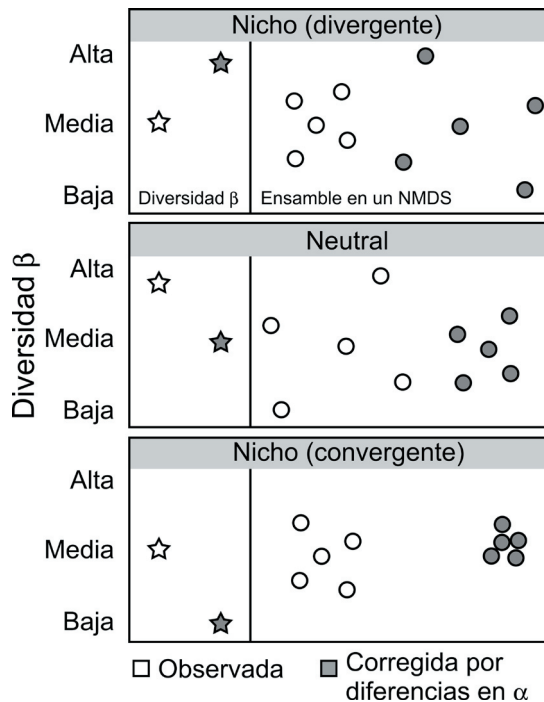 Nicho (divergente)
Alta
Media
Baja
Diversidad β
Ensamble en un NMDS
Neutral
Alta
Media
Baja
Diversidad β
Nicho (convergente)
Alta
Media
Baja
Observada
Corregida por
diferencias en α